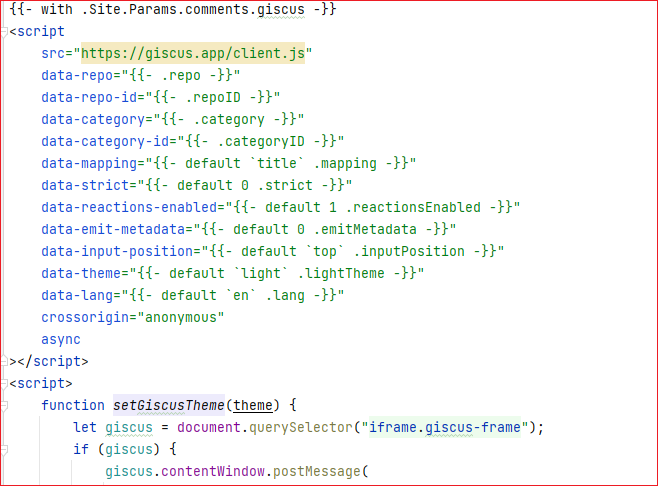 {{- with .Site.Params.comments.giscus -}}
<script
    src="https://giscus.app/client.js"
    data-repo="{{- .repo -}}"
    data-repo-id="{{- .repoID -}}"
    data-category="{{- .category -}}"
    data-category-id="{{- .categoryID -}}"
    data-mapping="{{- default `title` .mapping -}}"
    data-strict="{{- default 0 .strict -}}"
    data-reactions-enabled="{{- default 1 .reactionsEnabled -}}"
    data-emit-metadata="{{- default 0 .emitMetadata -}}"
    data-input-position="{{- default `top` .inputPosition -}}"
    data-theme="{{- default `light` .lightTheme -}}"
    data-lang="{{- default `en` .lang -}}"
    crossorigin="anonymous"
    async
></script>
<script>
    function setGiscusTheme(theme) {
        let giscus = document.querySelector("iframe.giscus-frame");
        if (giscus) {
            giscus.contentWindow.postMessage(